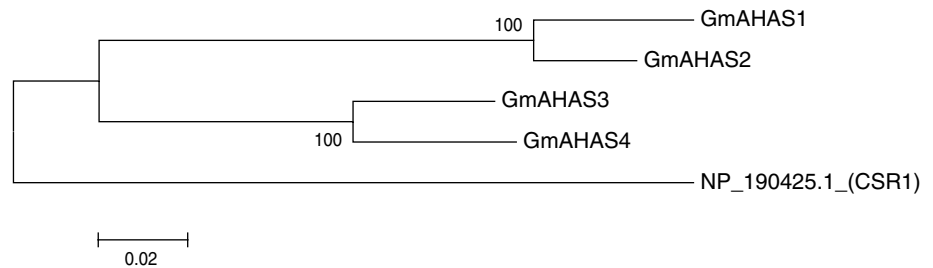 100
GmAHAS1
GmAHAS2
GmAHAS3
100
GmAHAS4
NP_190425.1_(CSR1)
0.02